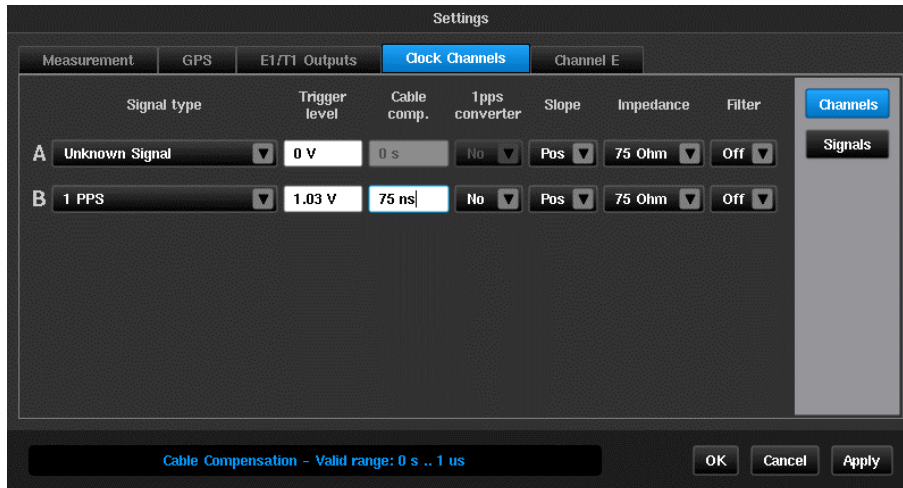 Settings
Measurement GPS E1/T1 Outputs Clock Channels Channel E
Signal type Trigger level Cable comp. 1pps converter Slope Impedance Filter
A Unknown Signal 0 V 0 s No Pos 75 Ohm Off
B 1 PPS 1.03 V 75 ns No Pos 75 Ohm Off
Channels
Signals
Cable Compensation - Valid range: 0 s .. 1 us
OK Cancel Apply